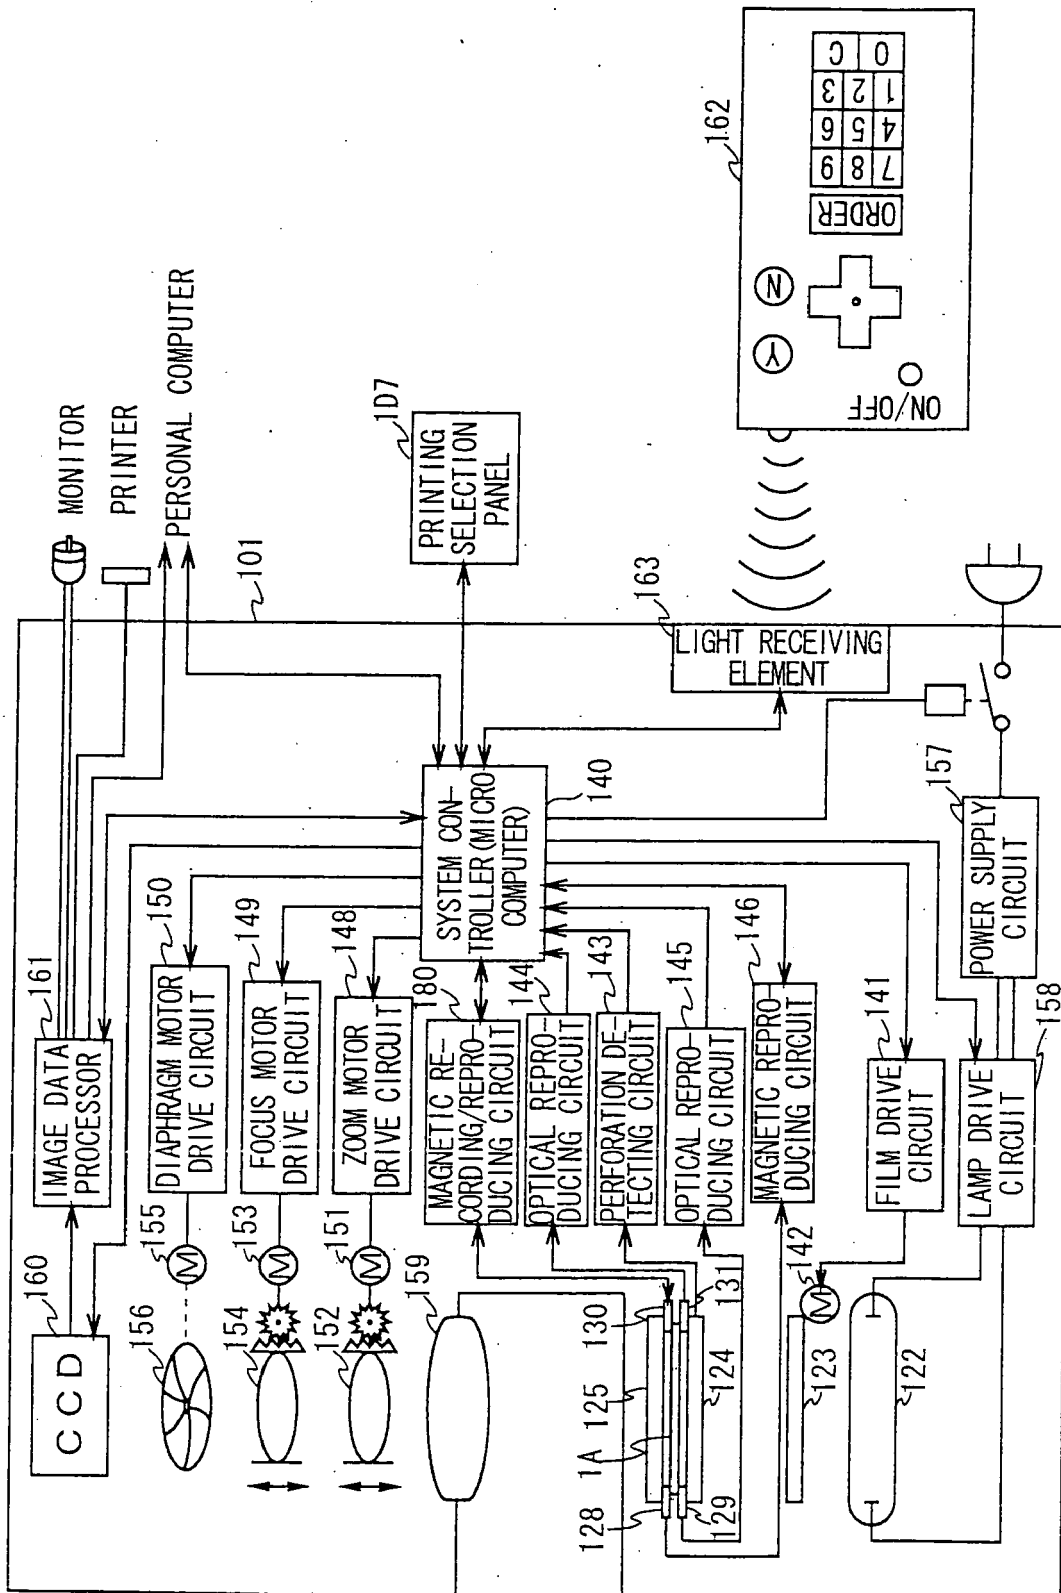 CCD
160
IMAGE DATA
PROCESSOR
161
MONITOR
PRINTER
PERSONAL COMPUTER
101
156
155
DIAPHRAGM MOTOR
DRIVE CIRCUIT
150
154
153
FOCUS MOTOR
DRIVE CIRCUIT
149
152
151
ZOOM MOTOR
DRIVE CIRCUIT
148
M
M
M
159
MAGNETIC RE-
CORDING/REPRO-
DUCING CIRCUIT
180
OPTICAL REPRO-
DUCING CIRCUIT
144
PERFORATION DE-
TECTING CIRCUIT
143
OPTICAL REPRO-
DUCING CIRCUIT
145
MAGNETIC REPRO-
DUCING CIRCUIT
146
SYSTEM CON-
TROLLER(MICRO
COMPUTER)
140
PRINTING
SELECTION
PANEL
1D7
LIGHT RECEIVING
ELEMENT
163
128
1A
125
130
129
124
131
123
M
142
FILM DRIVE
CIRCUIT
141
122
LAMP DRIVE
CIRCUIT
158
POWER SUPPLY
CIRCUIT
157
162
ON/OFF
Y
N
ORDER
7 4 1 0
8 5 2
9 6 3 C